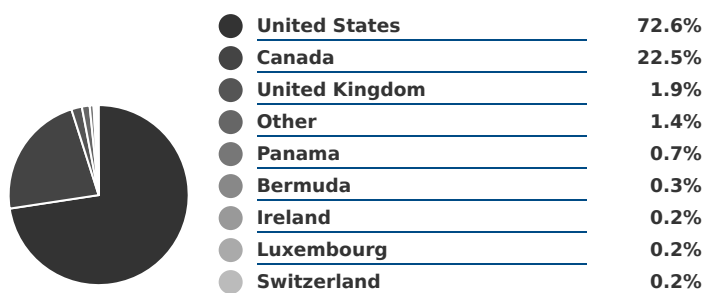 United States 72.6%
Canada 22.5%
United Kingdom 1.9%
Other 1.4%
Panama 0.7%
Bermuda 0.3%
Ireland 0.2%
Luxembourg 0.2%
Switzerland 0.2%